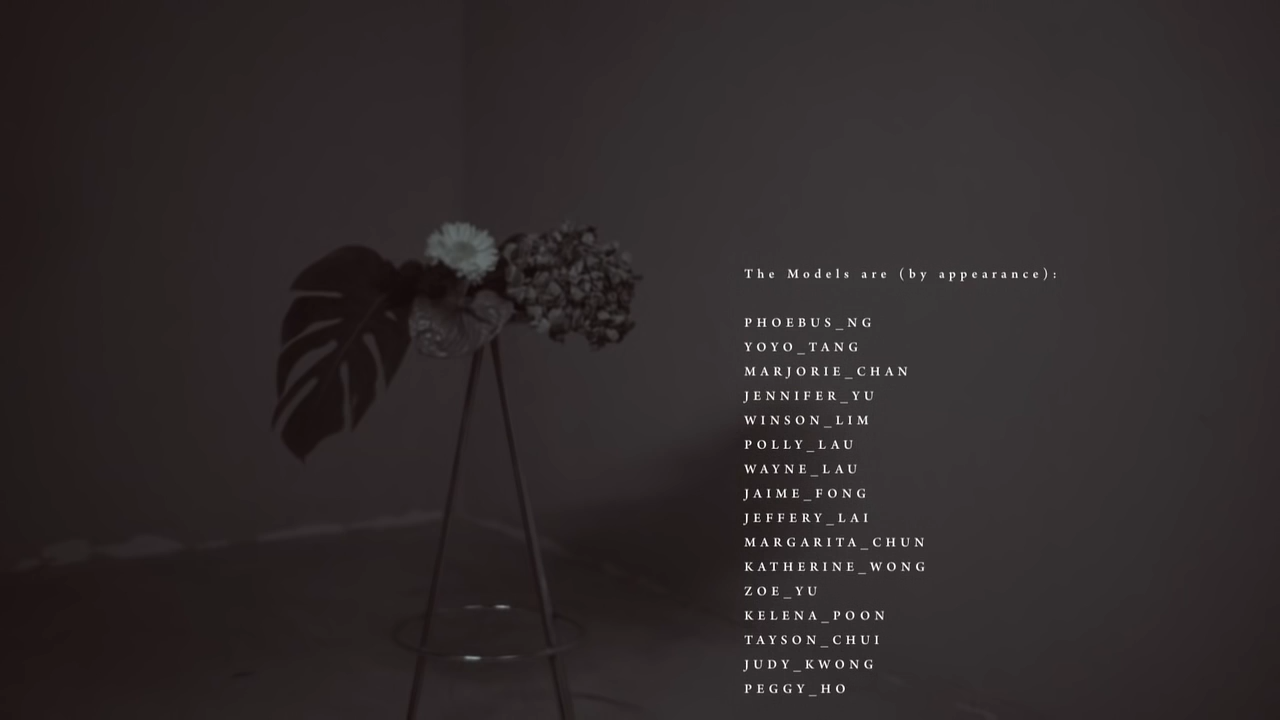 The Models are (by appearance):
PHOEBUS_NG
YOYO_TANG
MARJORIE_CHAN
JENNIFER_YU
WINSON_LIM
POLLY_LAU
WAYNE_LAU
JAIME_FONG
JEFFERY_LAI
MARGARITA_CHUN
KATHERINE_WONG
ZOE_YU
KELENA_POON
TAYSON_CHUI
JUDY_KWONG
PEGGY_HO